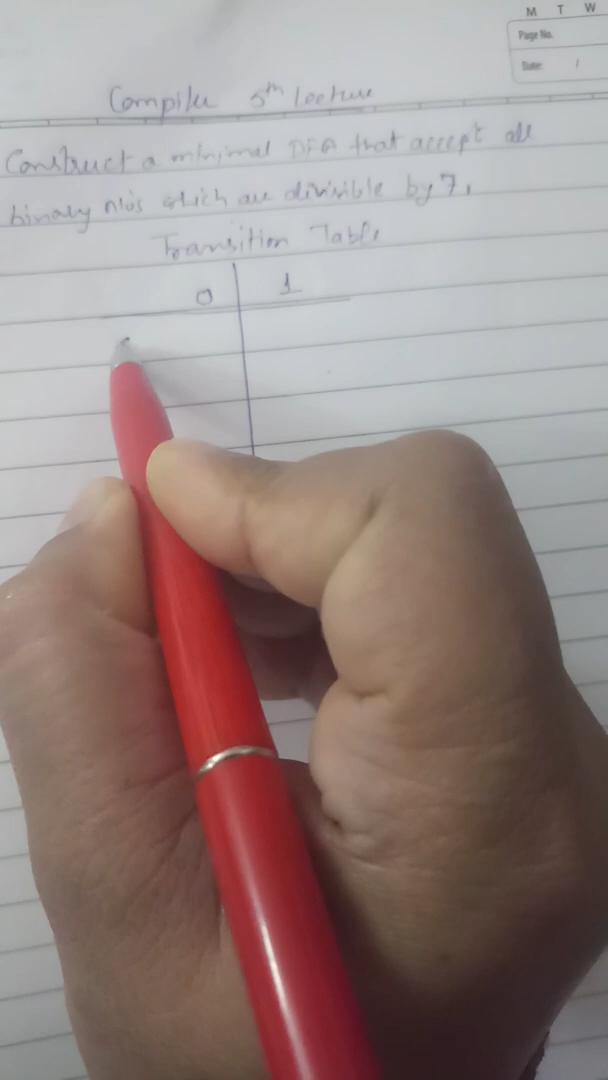 M T W
Page No.
Date: /
Compiler 5th lecture
Construct a minimal DFA that accept all
binary no's which are divisible by 7.
Transition Table
0 1